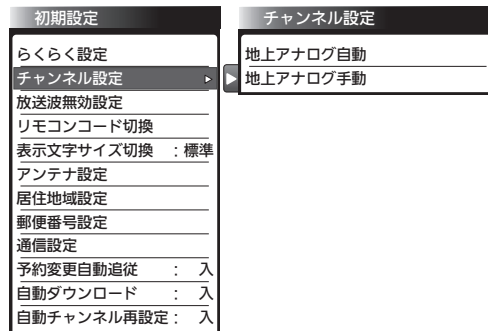 初期設定
らくらく設定
チャンネル設定
放送波無効設定
リモコンコード切換
表示文字サイズ切換 : 標準
アンテナ設定
居住地域設定
郵便番号設定
通信設定
予約変更自動追従 : 入
自動ダウンロード : 入
自動チャンネル再設定 : 入
チャンネル設定
地上アナログ自動
地上アナログ手動